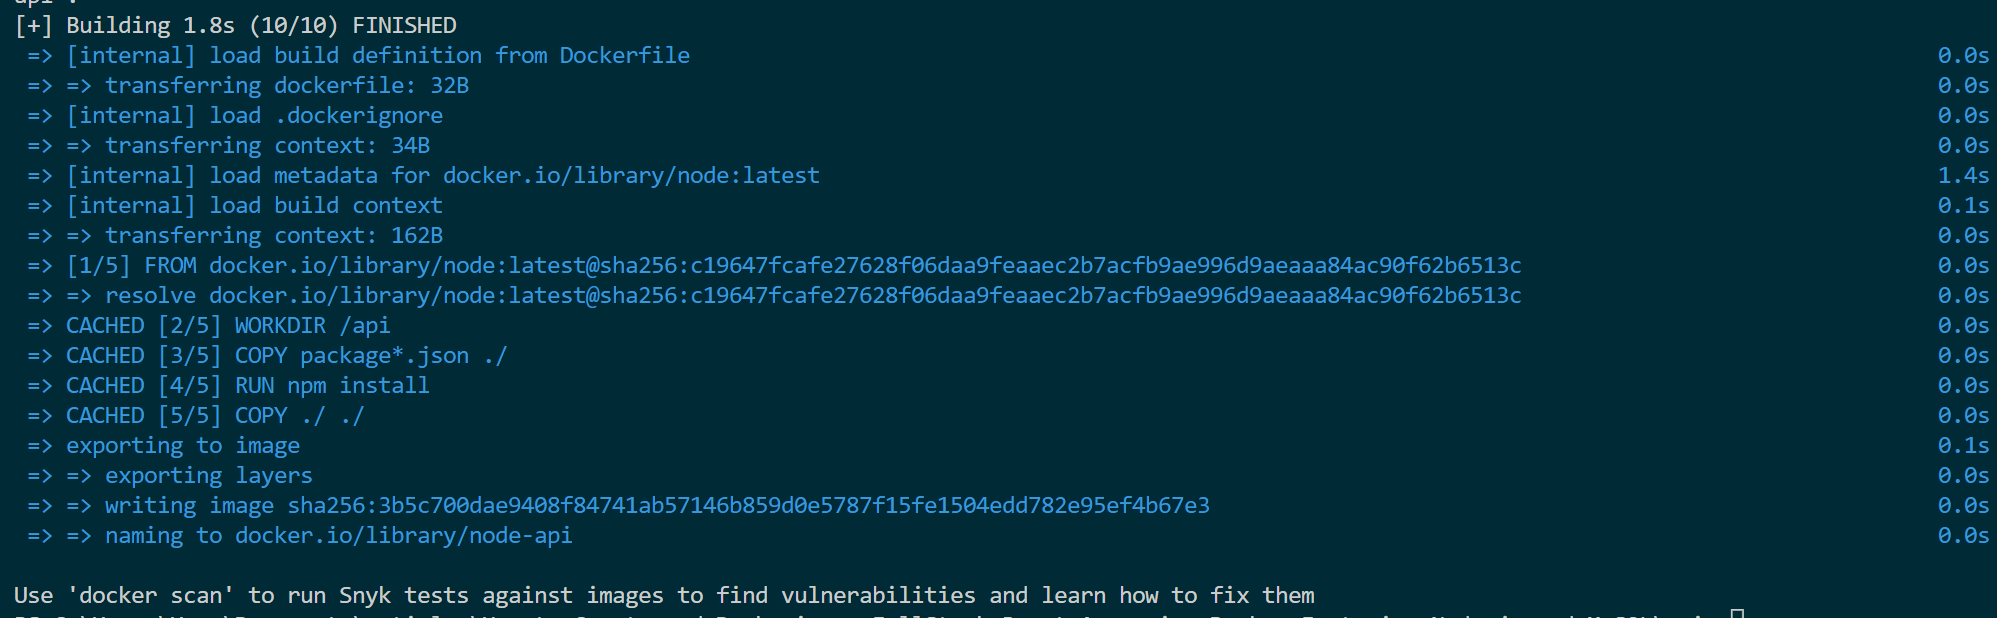 api .
[+] Building 1.8s (10/10) FINISHED
=> [internal] load build definition from Dockerfile 0.0s
=> => transferring dockerfile: 32B 0.0s
=> [internal] load .dockerignore 0.0s
=> => transferring context: 34B 0.0s
=> [internal] load metadata for docker.io/library/node:latest 1.4s
=> [internal] load build context 0.1s
=> => transferring context: 162B 0.0s
=> [1/5] FROM docker.io/library/node:latest@sha256:c19647fcafe27628f06daa9feaaec2b7acfb9ae996d9aeaaa84ac90f62b6513c 0.0s
=> => resolve docker.io/library/node:latest@sha256:c19647fcafe27628f06daa9feaaec2b7acfb9ae996d9aeaaa84ac90f62b6513c 0.0s
=> CACHED [2/5] WORKDIR /api 0.0s
=> CACHED [3/5] COPY package*.json ./ 0.0s
=> CACHED [4/5] RUN npm install 0.0s
=> CACHED [5/5] COPY ./ ./ 0.0s
=> exporting to image 0.1s
=> => exporting layers 0.0s
=> => writing image sha256:3b5c700dae9408f84741ab57146b859d0e5787f15fe1504edd782e95ef4b67e3 0.0s
=> => naming to docker.io/library/node-api 0.0s
Use 'docker scan' to run Snyk tests against images to find vulnerabilities and learn how to fix them